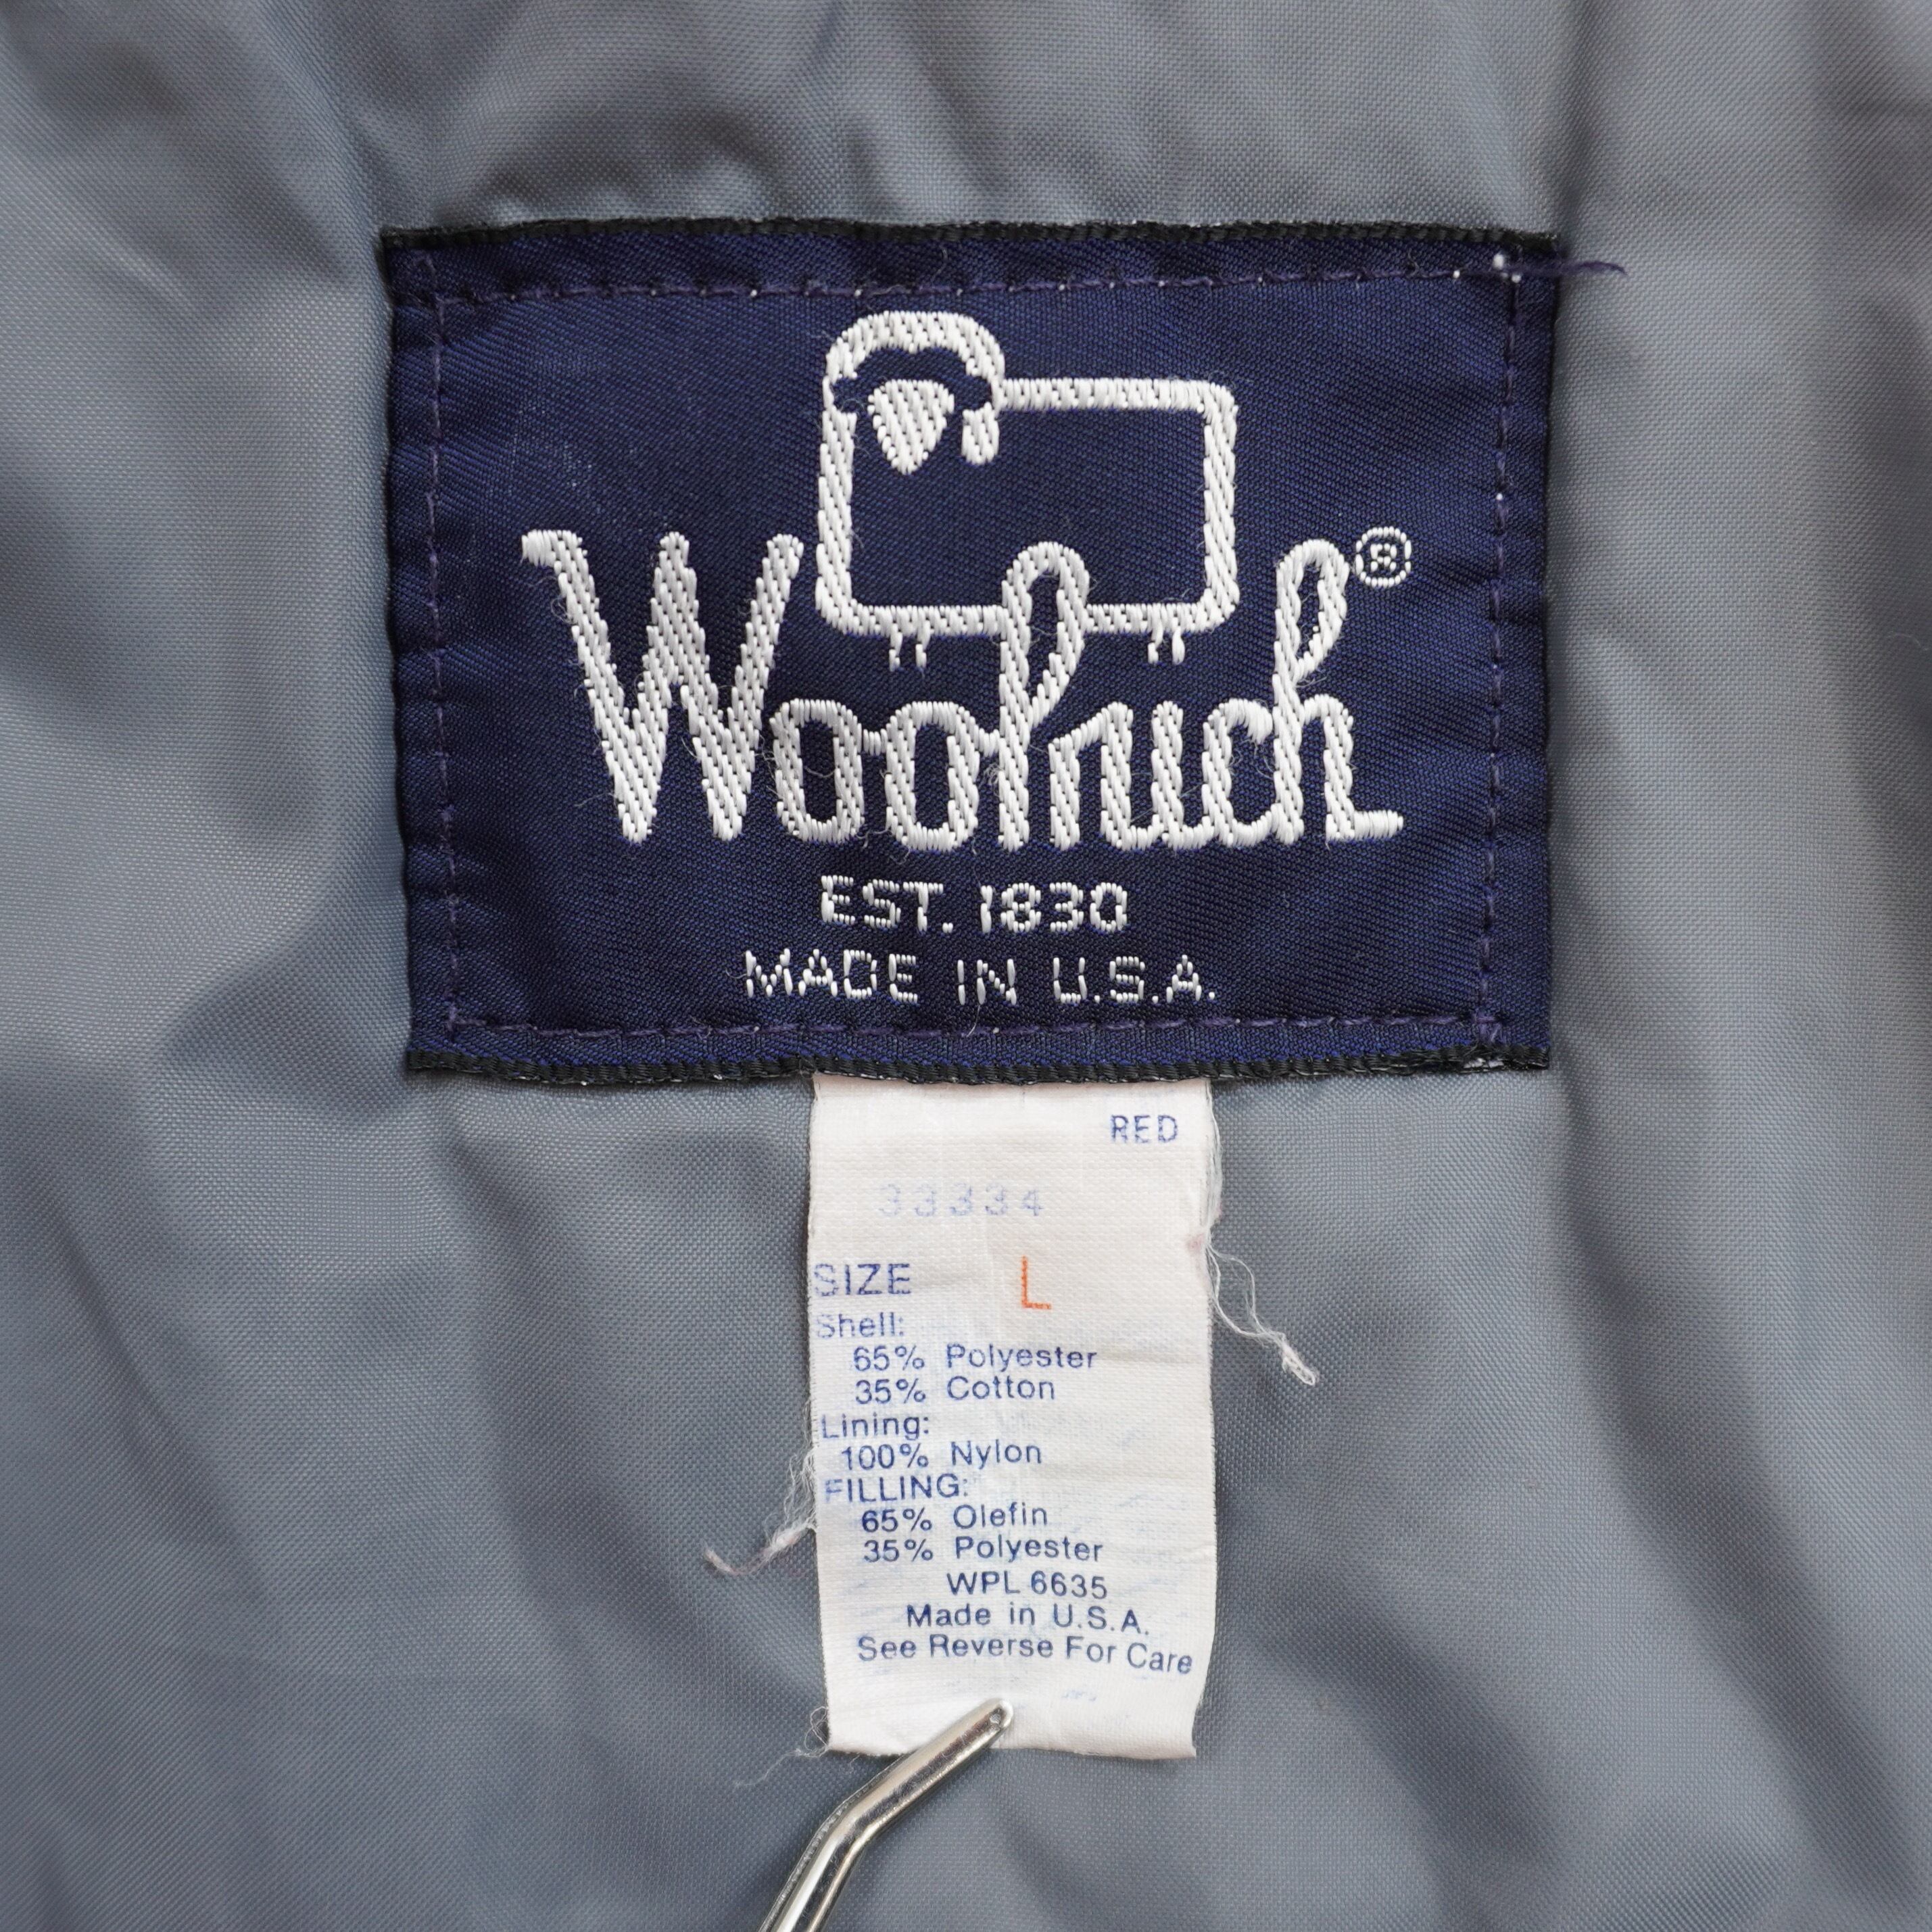 Woolrich®
EST. 1830
MADE IN U.S.A.
RED
33334
SIZE L
Shell:
65% Polyester
35% Cotton
Lining:
100% Nylon
FILLING:
65% Olefin
35% Polyester
WPL 6635
Made in U.S.A.
See Reverse For Care